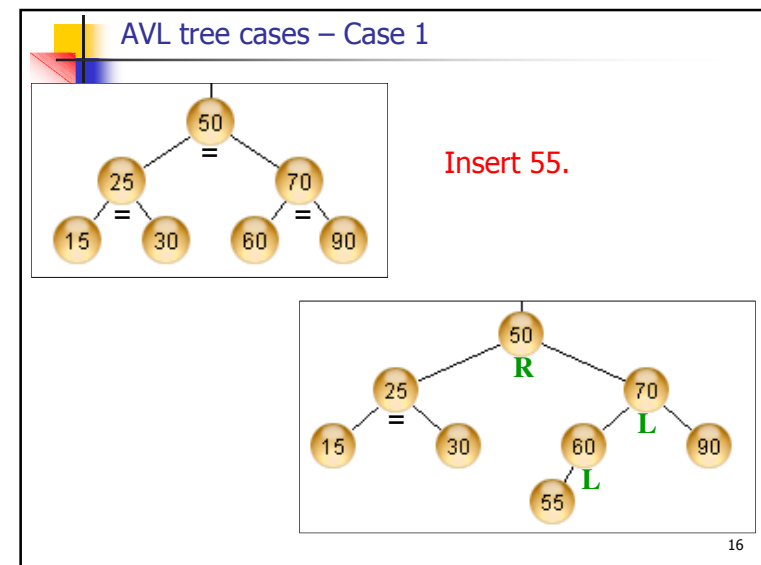 AVL tree cases – Case 1
50
=
25 70
= =
15 30 60 90
Insert 55.
50
R
25 70
= L
15 30 60 90
L
55
16